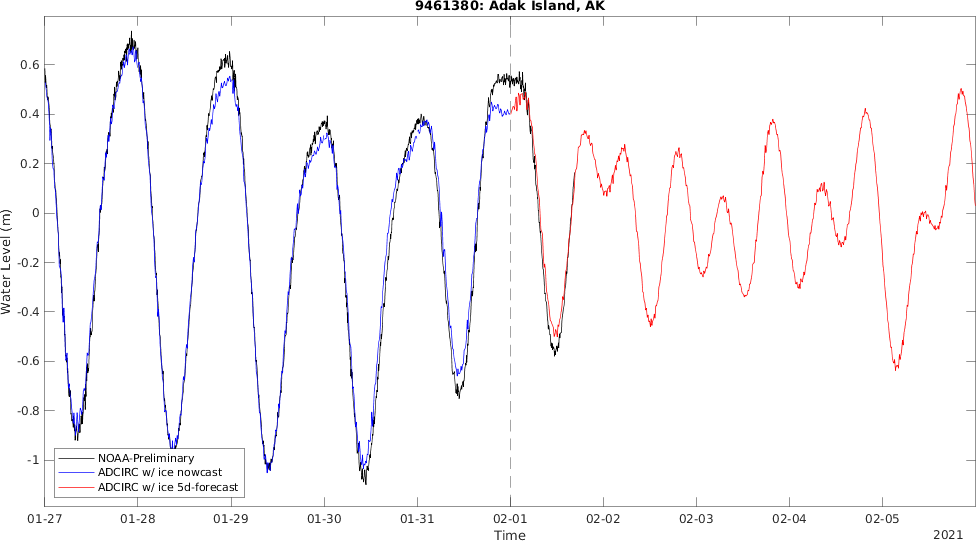 9461380: Adak Island, AK
Water Level (m)
0.6
0.4
0.2
0
-0.2
-0.4
-0.6
-0.8
-1
NOAA-Preliminary
ADCIRC w/ ice nowcast
ADCIRC w/ ice 5d-forecast
01-27 01-28 01-29 01-30 01-31 02-01 02-02 02-03 02-04 02-05
Time
2021